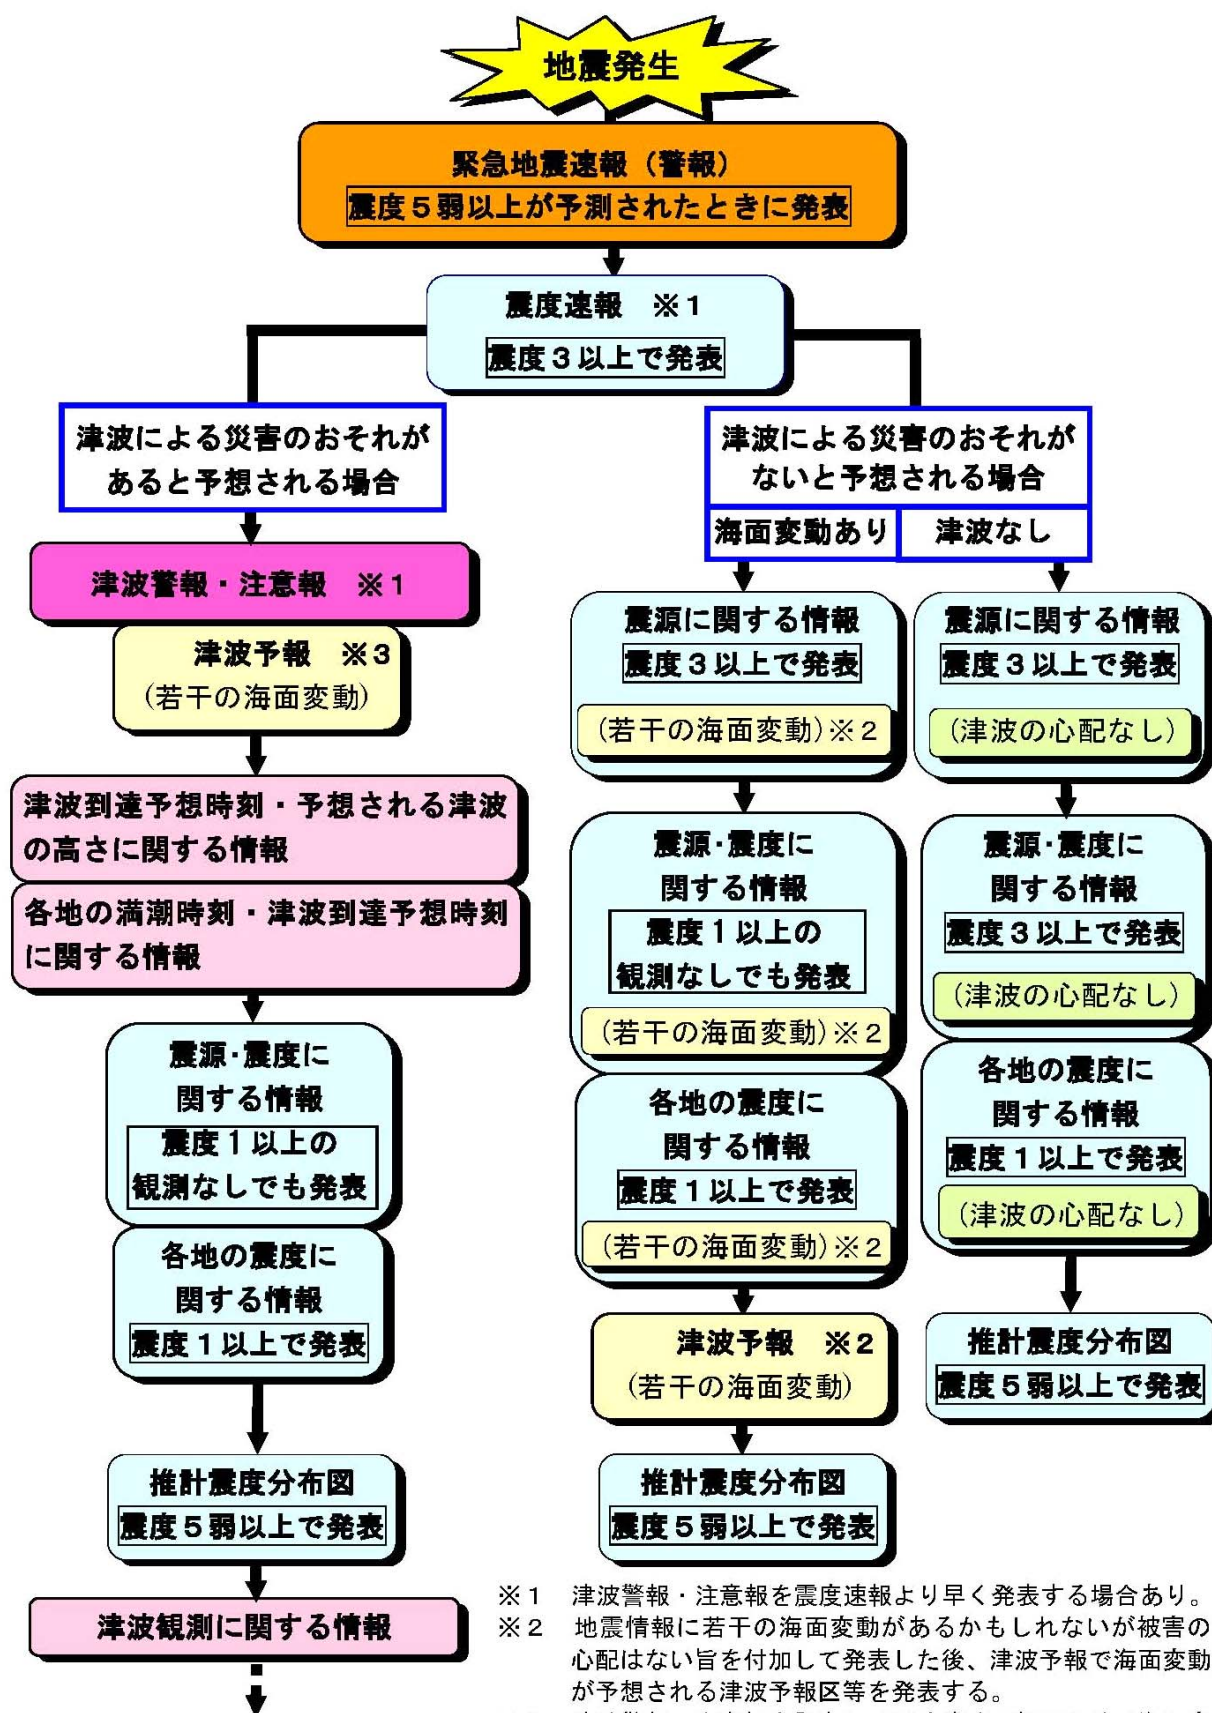 地震発生
緊急地震速報（警報）
震度５弱以上が予測されたときに発表
震度速報　※１
震度３以上で発表
津波による災害のおそれが
あると予想される場合
津波警報・注意報　※１
津波予報　※３
(若干の海面変動)
津波到達予想時刻・予想される津波
の高さに関する情報
各地の満潮時刻・津波到達予想時刻
に関する情報
震源･震度に
関する情報
震度１以上の
観測なしでも発表
各地の震度に
関する情報
震度１以上で発表
推計震度分布図
震度５弱以上で発表
津波観測に関する情報
津波による災害のおそれが
ないと予想される場合
海面変動あり
津波なし
震源に関する情報
震度３以上で発表
(若干の海面変動)※２
震源･震度に
関する情報
震度１以上の
観測なしでも発表
(若干の海面変動)※２
各地の震度に
関する情報
震度１以上で発表
(若干の海面変動)※２
津波予報　※２
(若干の海面変動)
推計震度分布図
震度５弱以上で発表
震源に関する情報
震度３以上で発表
(津波の心配なし)
震源･震度に
関する情報
震度３以上で発表
(津波の心配なし)
各地の震度に
関する情報
震度１以上で発表
(津波の心配なし)
推計震度分布図
震度５弱以上で発表
※１　津波警報・注意報を震度速報より早く発表する場合あり。
※２　地震情報に若干の海面変動があるかもしれないが被害の
心配はない旨を付加して発表した後、津波予報で海面変動
が予想される津波予報区等を発表する。